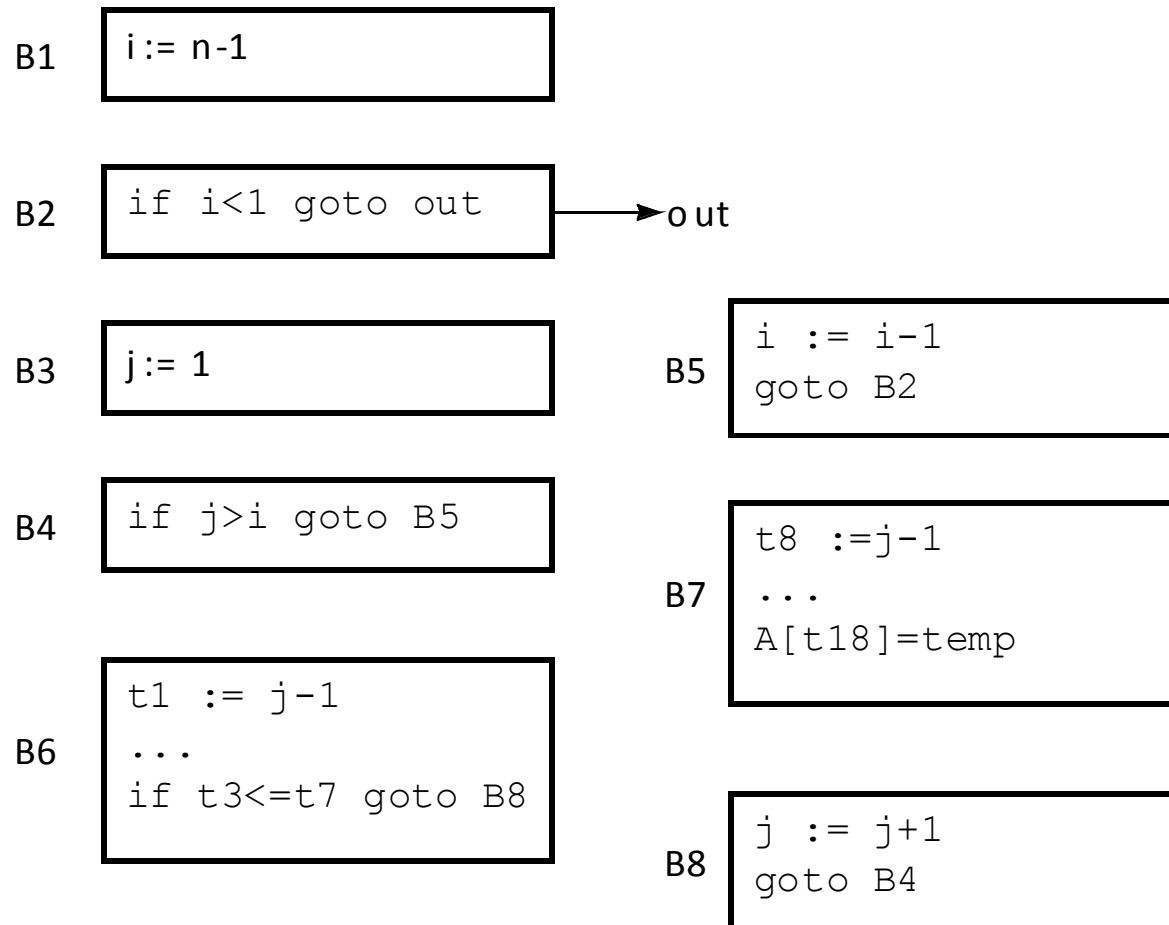 B1
i := n-1
B2
if i<1 goto out
out
B3
j := 1
B4
if j>i goto B5
B6
t1 := j-1
...
if t3<=t7 goto B8
B5
i := i-1
goto B2
B7
t8 :=j-1
...
A[t18]=temp
B8
j := j+1
goto B4